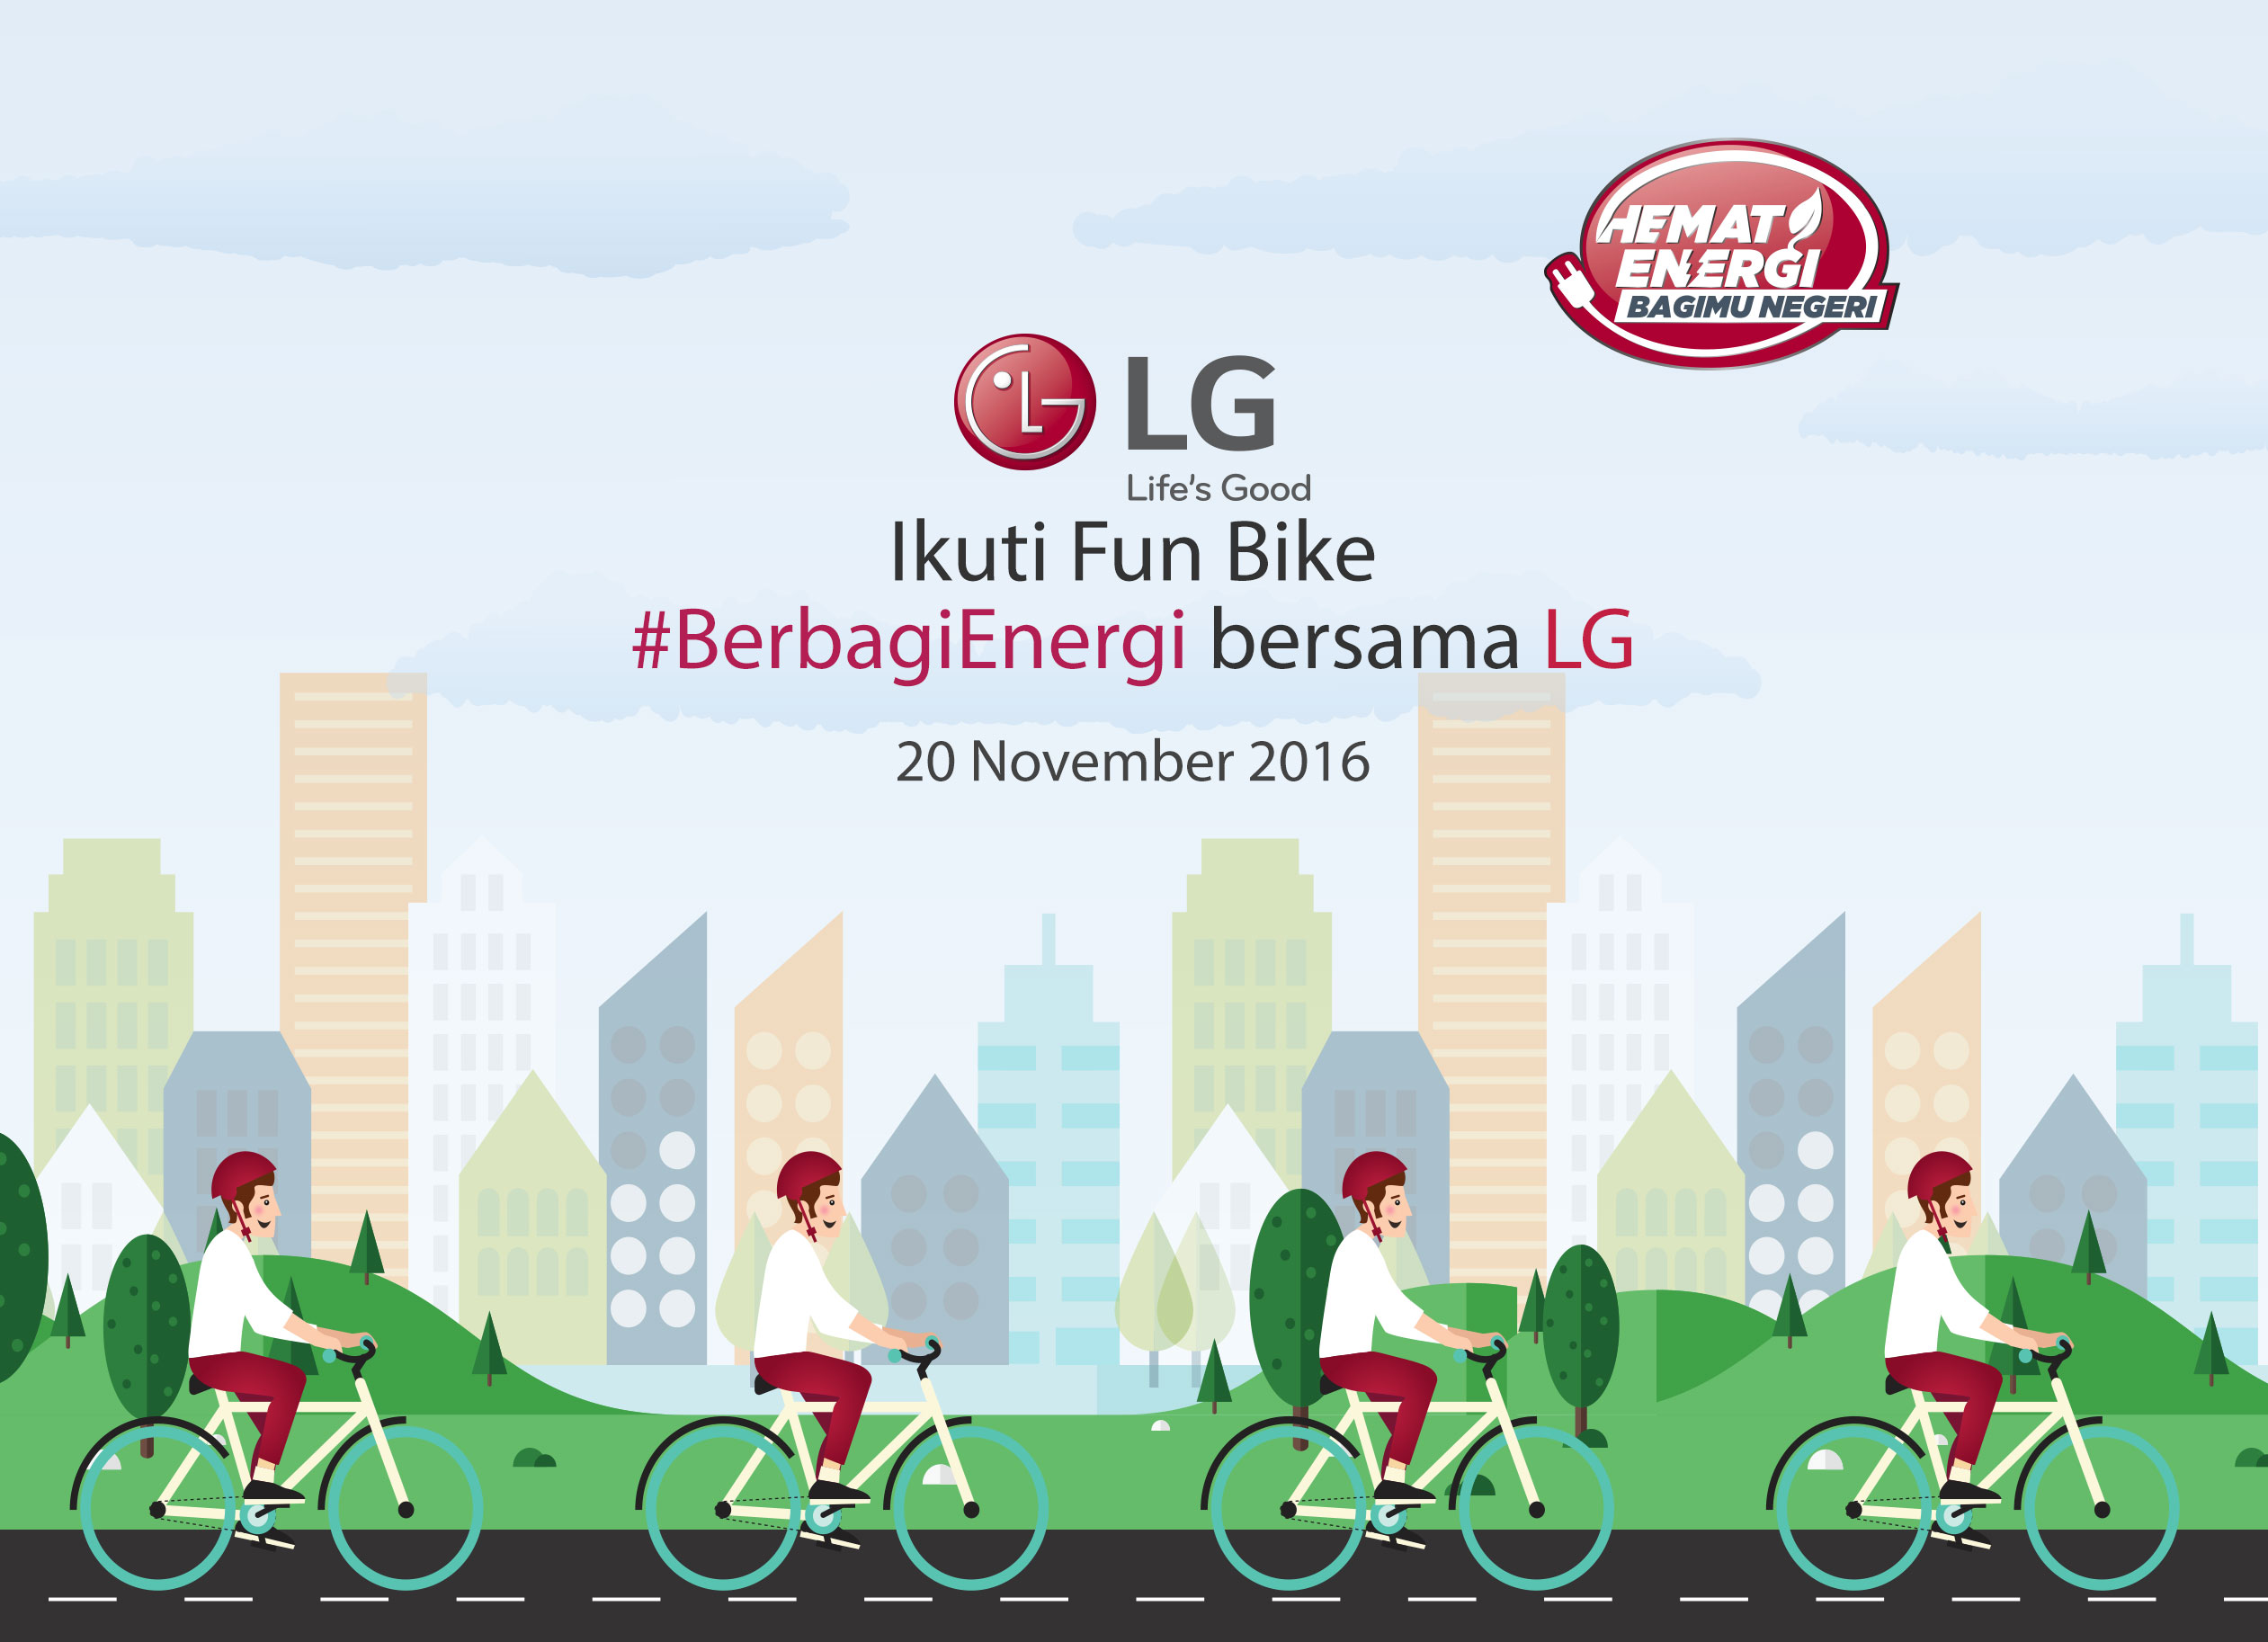 HEMAT
ENERGI
BAGIMU NEGERI
LG
Life's Good
Ikuti Fun Bike
#BerbagiEnergi bersama LG
20 November 2016